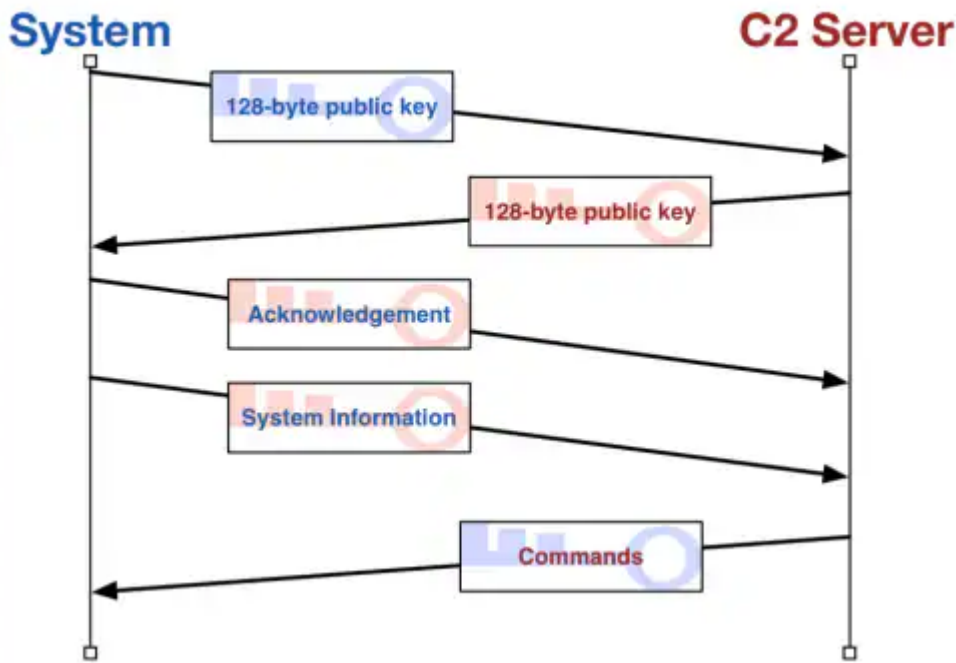 System
C2 Server
128-byte public key
128-byte public key
Acknowledgement
System Information
Commands